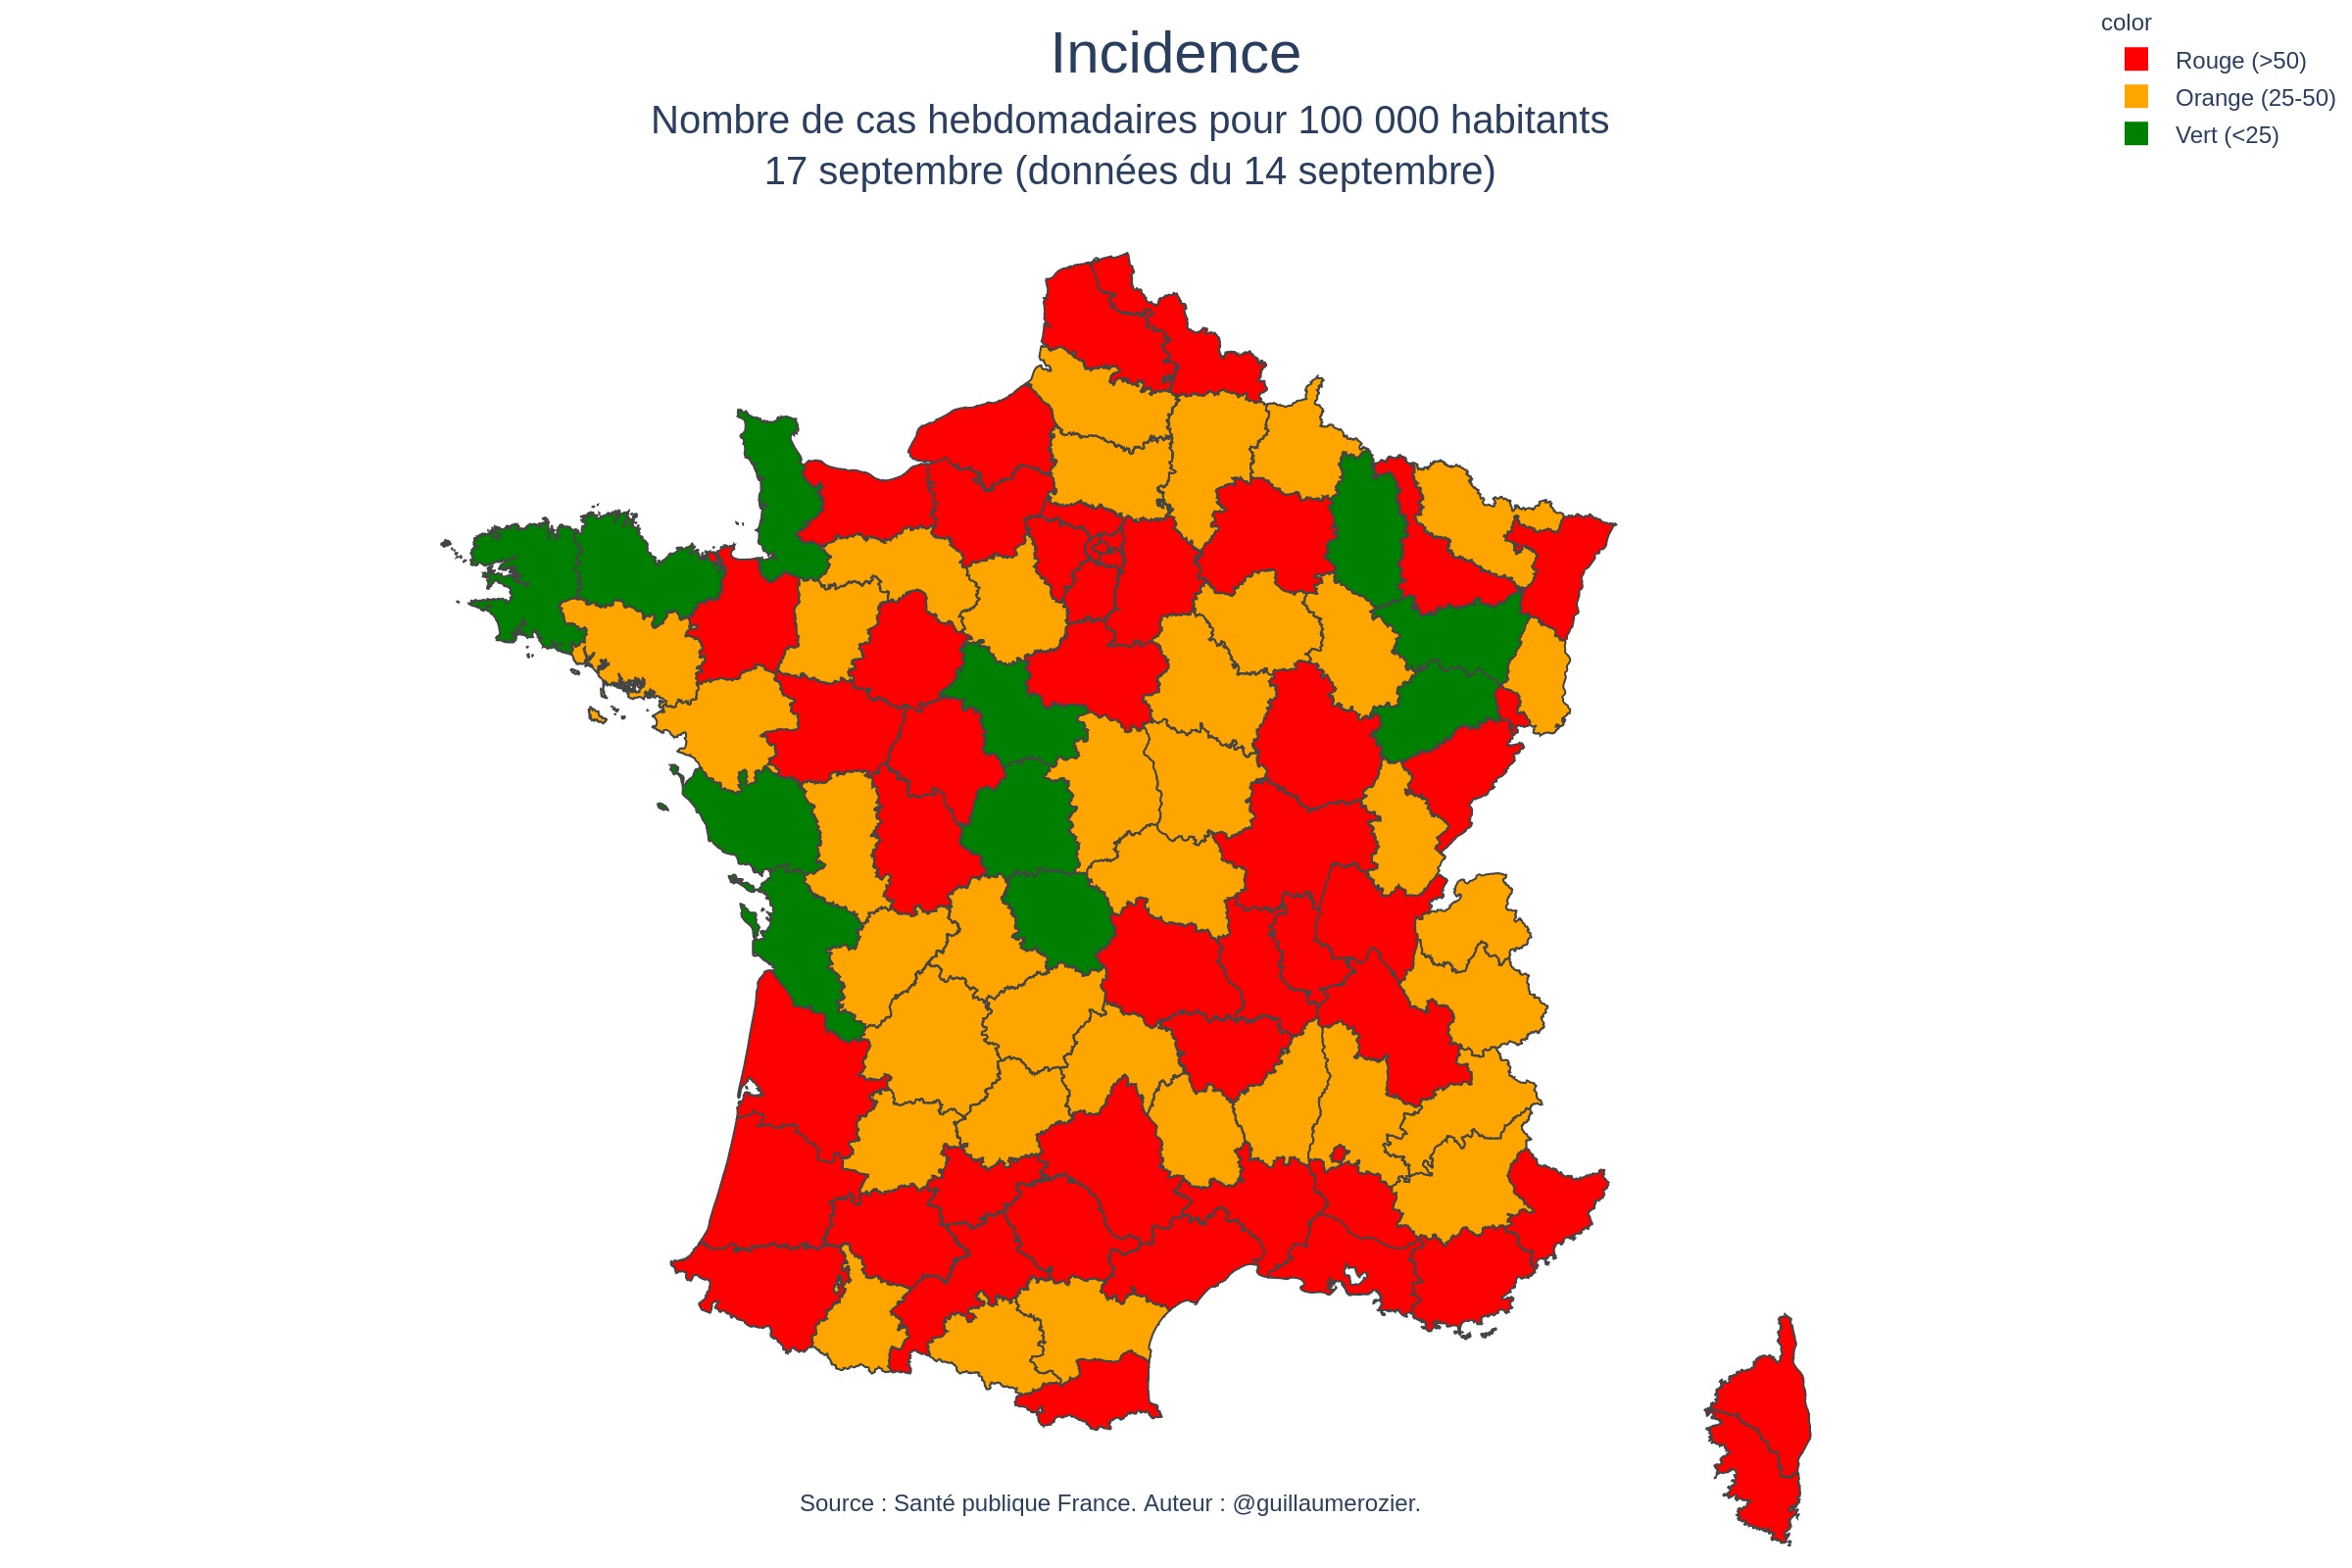 Incidence
Nombre de cas hebdomadaires pour 100 000 habitants
17 septembre (données du 14 septembre)
color
Rouge (>50)
Orange (25-50)
Vert (<25)
Source : Santé publique France. Auteur : @guillaumerozier.